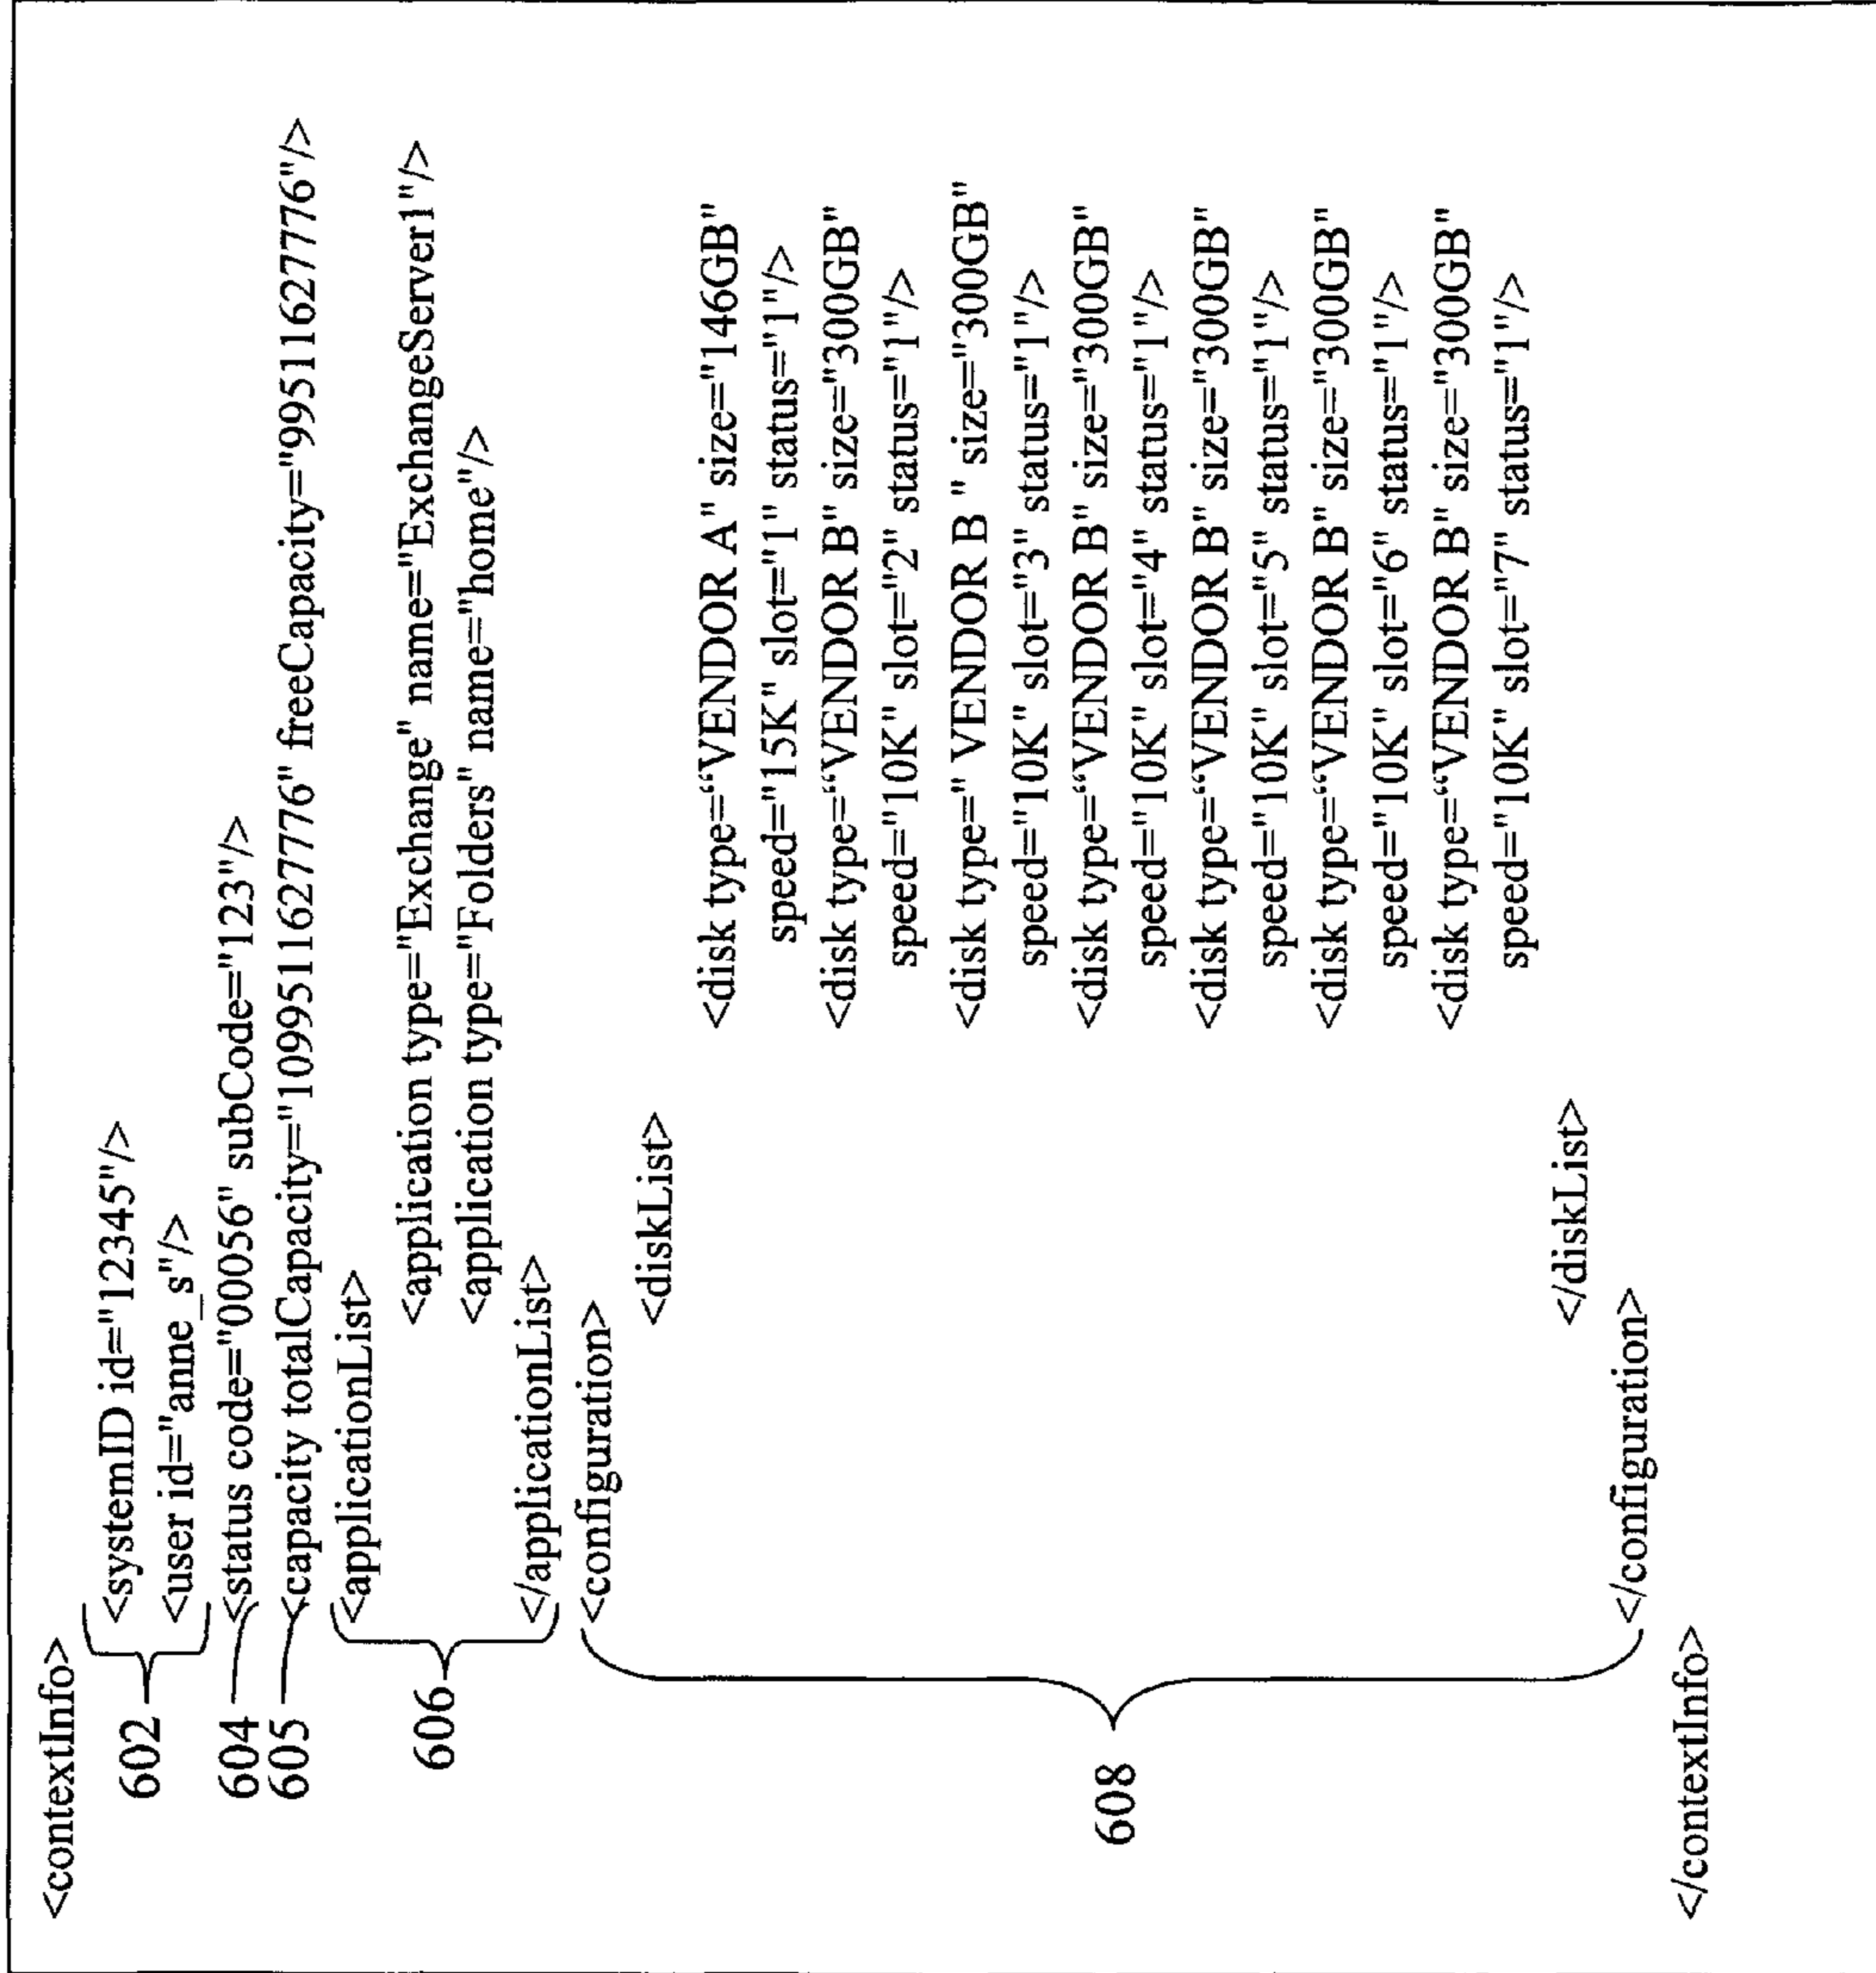 <contextInfo>
602 <systemID id="12345"/>
<user id="anne_s"/>
604 <status code="00056" subCode="123"/>
605 <capacity totalCapacity="1099511627776" freeCapacity="99511627776"/>
<applicationList>
606 <application type="Exchange" name="ExchangeServer1"/>
<application type="Folders" name="home"/>
</applicationList>
<configuration>
<diskList>
<disk type=“VENDOR A" size="146GB"
speed="15K" slot="1" status="1"/>
<disk type=“VENDOR B" size="300GB"
speed="10K" slot="2" status="1"/>
<disk type=" VENDOR B " size="300GB"
speed="10K" slot="3" status="1"/>
<disk type=“VENDOR B" size="300GB"
608
speed="10K" slot="4" status="1"/>
<disk type=“VENDOR B" size="300GB"
speed="10K" slot="5" status="1"/>
<disk type=“VENDOR B" size="300GB"
speed="10K" slot="6" status="1"/>
<disk type=“VENDOR B" size="300GB"
speed="10K" slot="7" status="1"/>
</diskList>
</configuration>
</contextInfo>